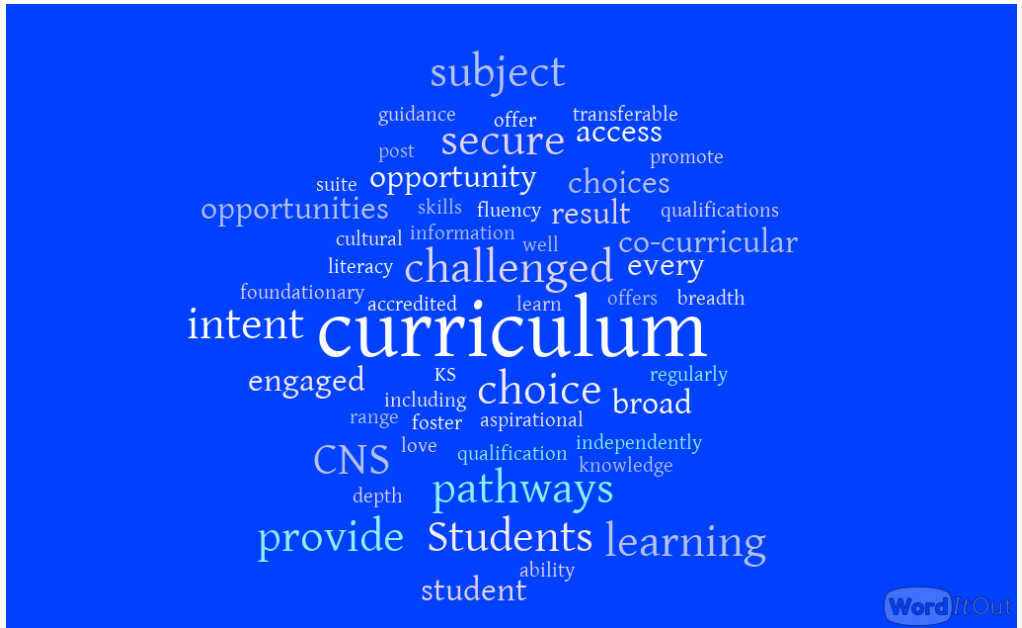 subject
guidance offer transferable
secure access
post promote
suite opportunity choices
opportunities skills fluency result qualifications
cultural information well co-curricular
literacy challenged every
foundationary accredited learn offers breadth
intent curriculum
engaged KS choice regularly
including broad
range foster aspirational
CNS love qualification independently
knowledge
depth pathways
provide Students learning
ability
student
WordItOut